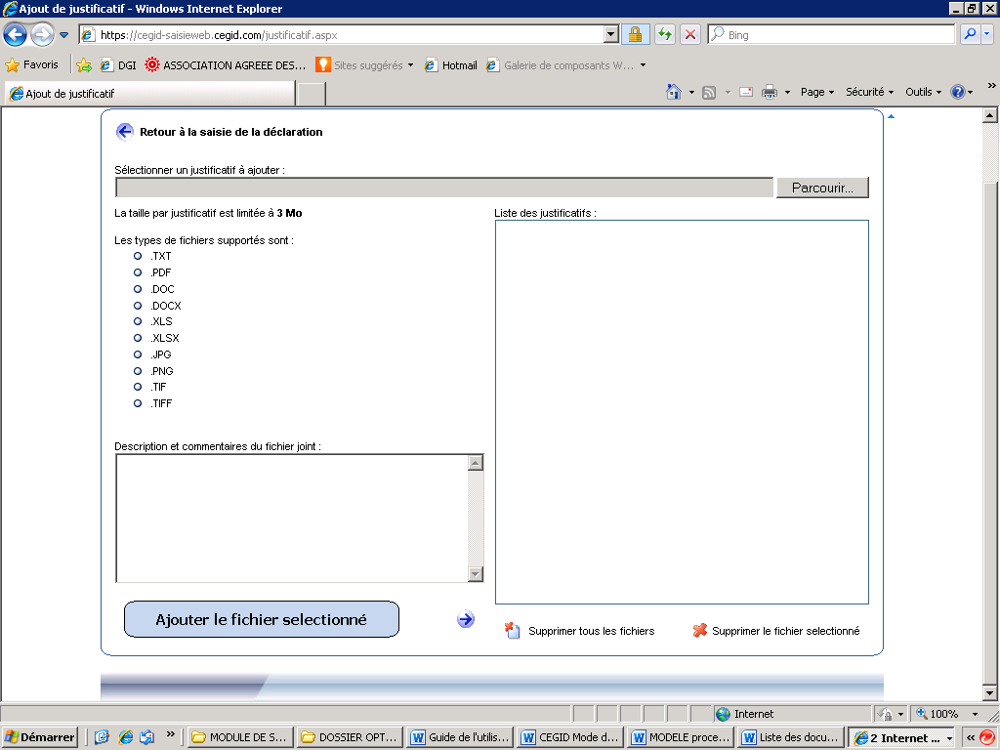 Ajout de justificatif - Windows Internet Explorer
https://cegid-saisieweb.cegid.com/justificatif.aspx
Bing
Favoris
DGI
ASSOCIATION AGREEE DES...
Sites suggérés
Hotmail
Galerie de composants W...
Ajout de justificatif
Page
Sécurité
Outils
»
Retour à la saisie de la déclaration
Sélectionner un justificatif à ajouter :
Parcourir...
La taille par justificatif est limitée à 3 Mo
Liste des justificatifs :
Les types de fichiers supportés sont :
.TXT
.PDF
.DOC
.DOCX
.XLS
.XLSX
.JPG
.PNG
.TIF
.TIFF
Description et commentaires du fichier joint :
Ajouter le fichier selectionné
Supprimer tous les fichiers
Supprimer le fichier selectionné
Internet
100%
Démarrer
»
MODULE DE S...
DOSSIER OPT...
Guide de l'utilis...
CEGID Mode d...
MODELE proce...
Liste des docu...
2 Internet ...
«